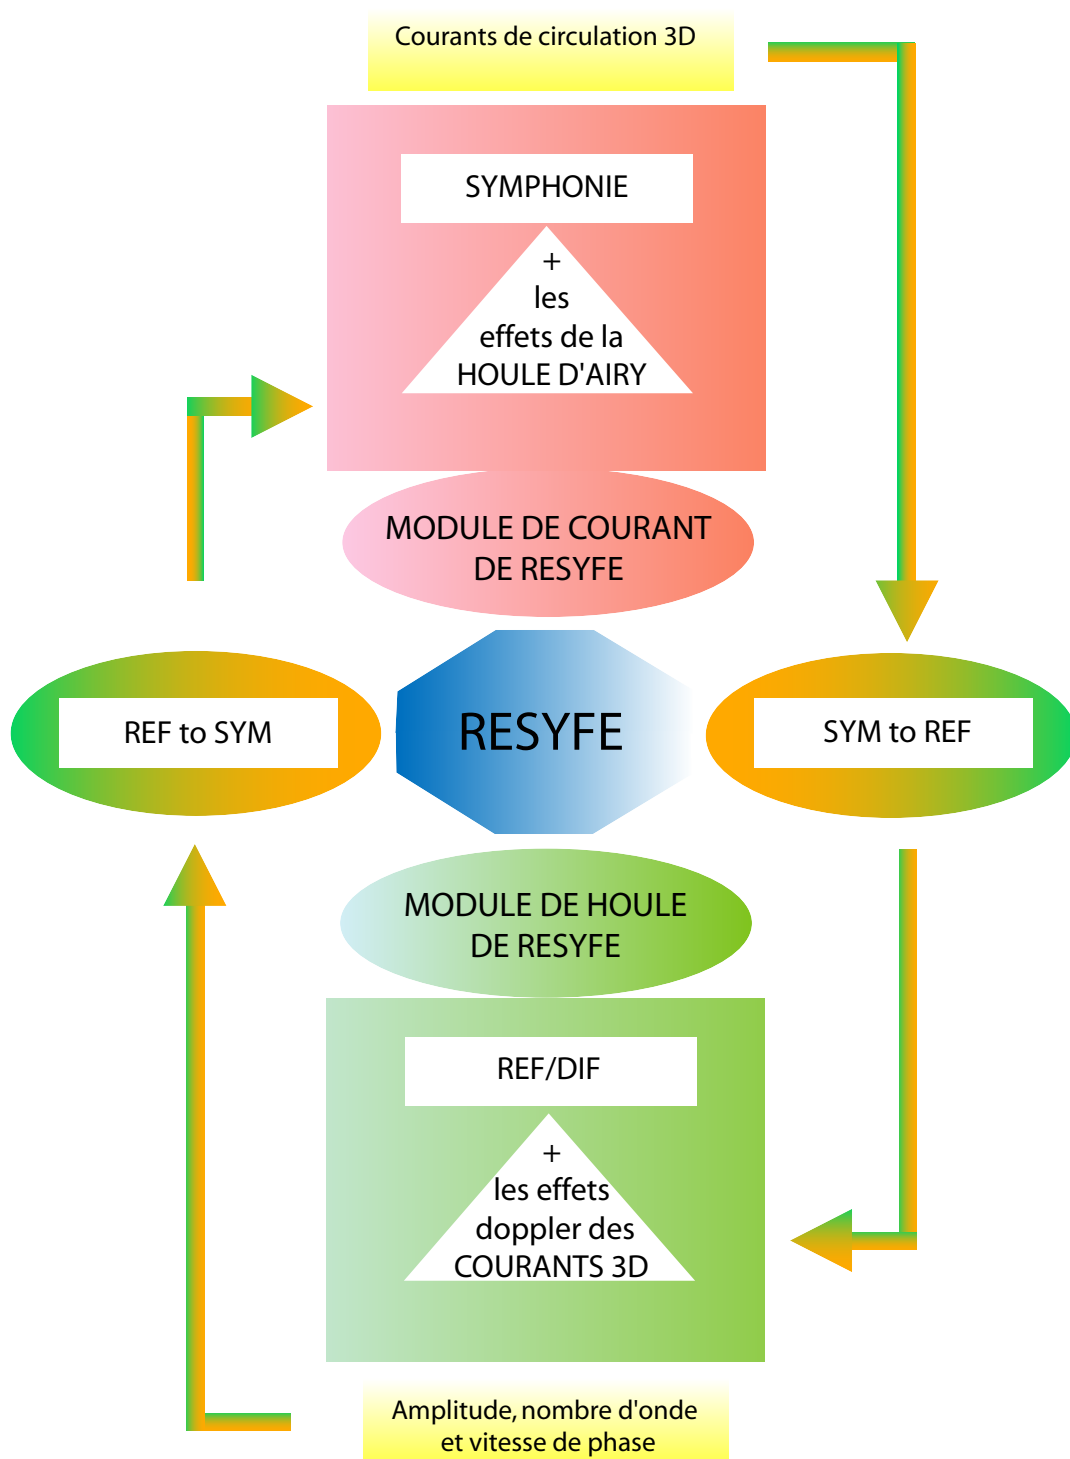 Courants de circulation 3D
SYMPHONIE
+
les
effets de la
HOULE D'AIRY
MODULE DE COURANT
DE RESYFE
REF to SYM
RESYFE
SYM to REF
MODULE DE HOULE
DE RESYFE
REF/DIF
+
les effets
doppler des
COURANTS 3D
Amplitude, nombre d'onde
et vitesse de phase